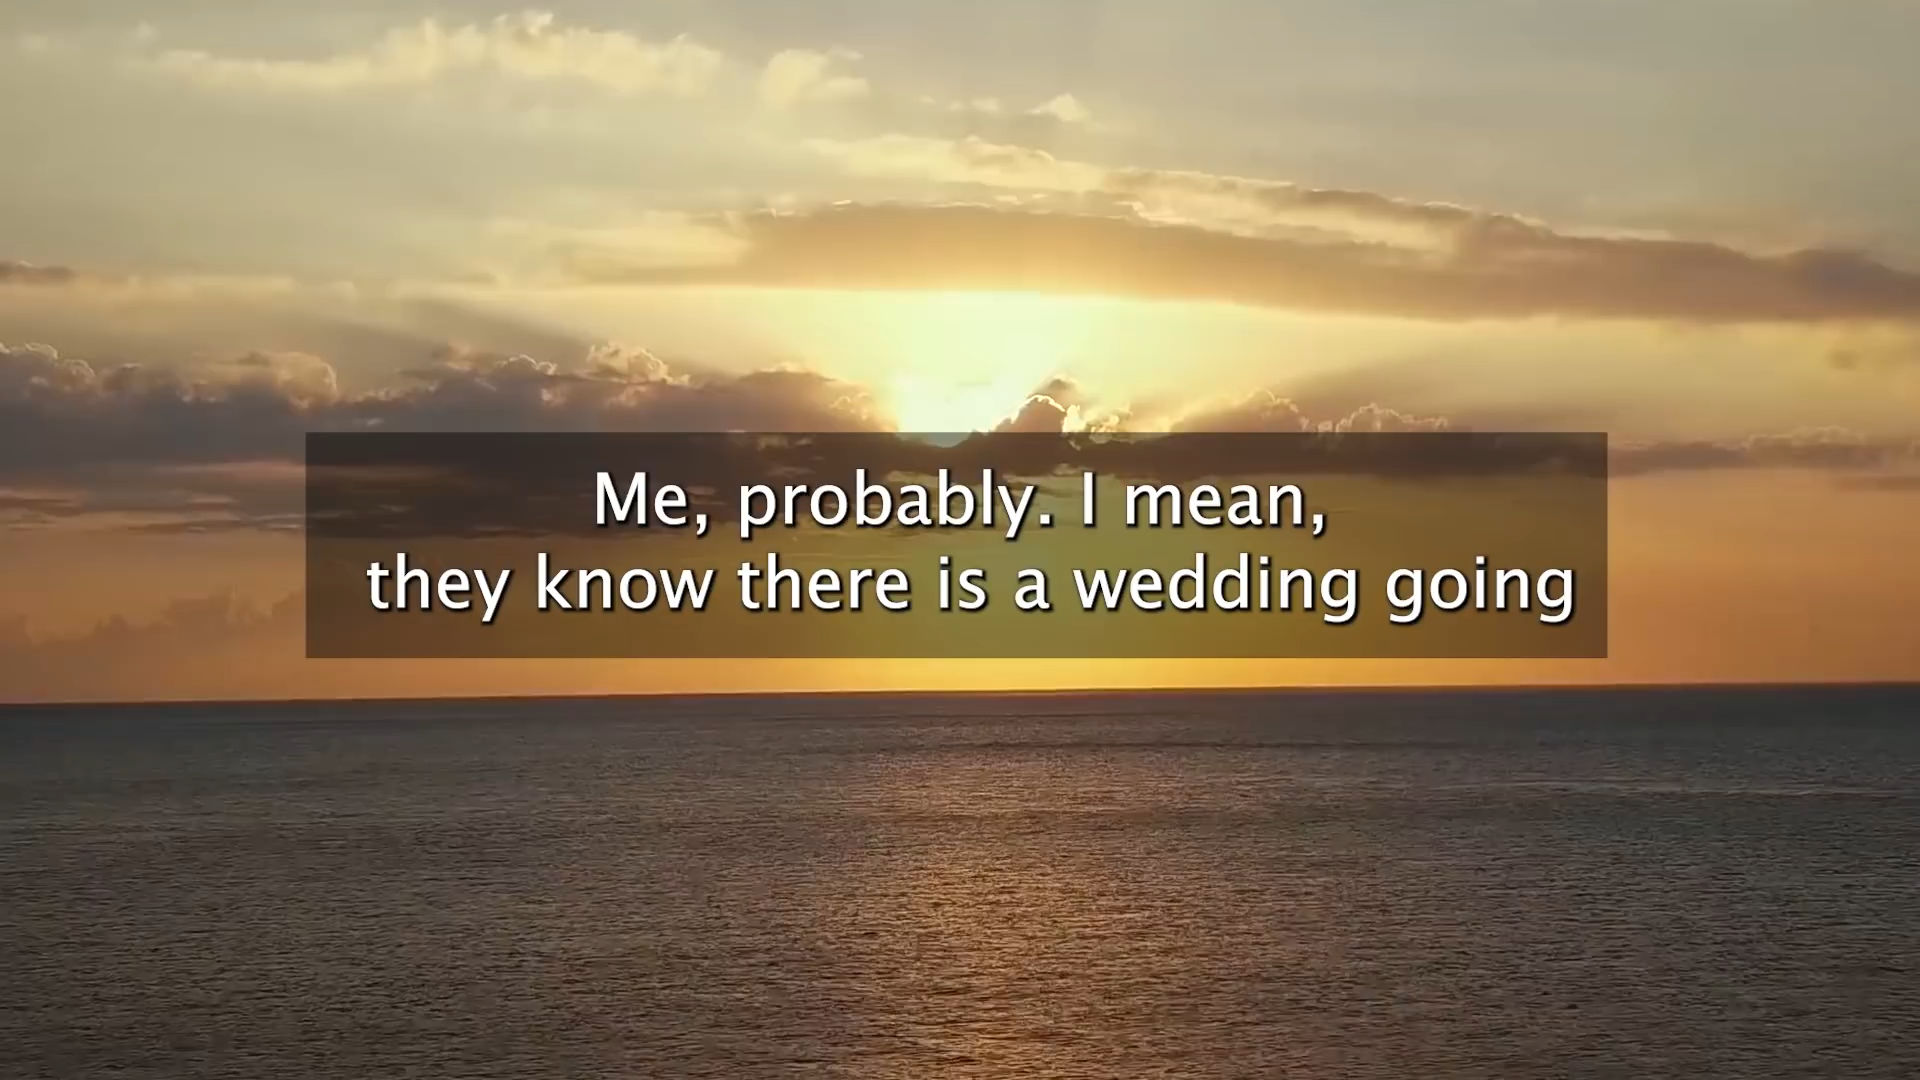 Me, probably. I mean,
they know there is a wedding going